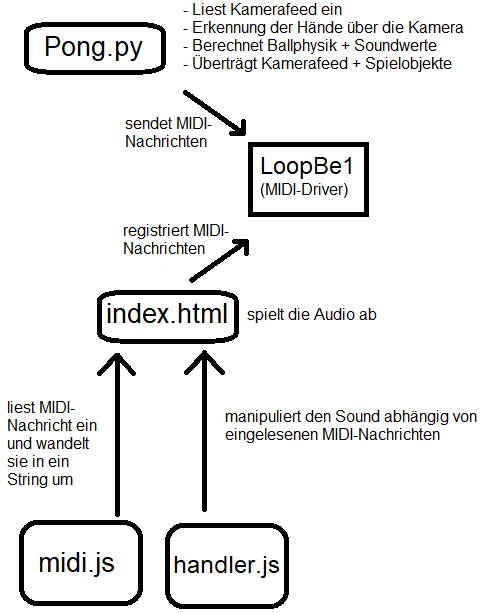 Pong.py
- Liest Kamerafeed ein
- Erkennung der Hände über die Kamera
- Berechnet Ballphysik + Soundwerte
- Überträgt Kamerafeed + Spielobjekte
sendet MIDI-
Nachrichten
LoopBe1
(MIDI-Driver)
registriert MIDI-
Nachrichten
index.html
spielt die Audio ab
liest MIDI-
Nachricht ein
und wandelt
sie in ein
String um
manipuliert den Sound abhängig von
eingelesenen MIDI-Nachrichten
midi.js
handler.js